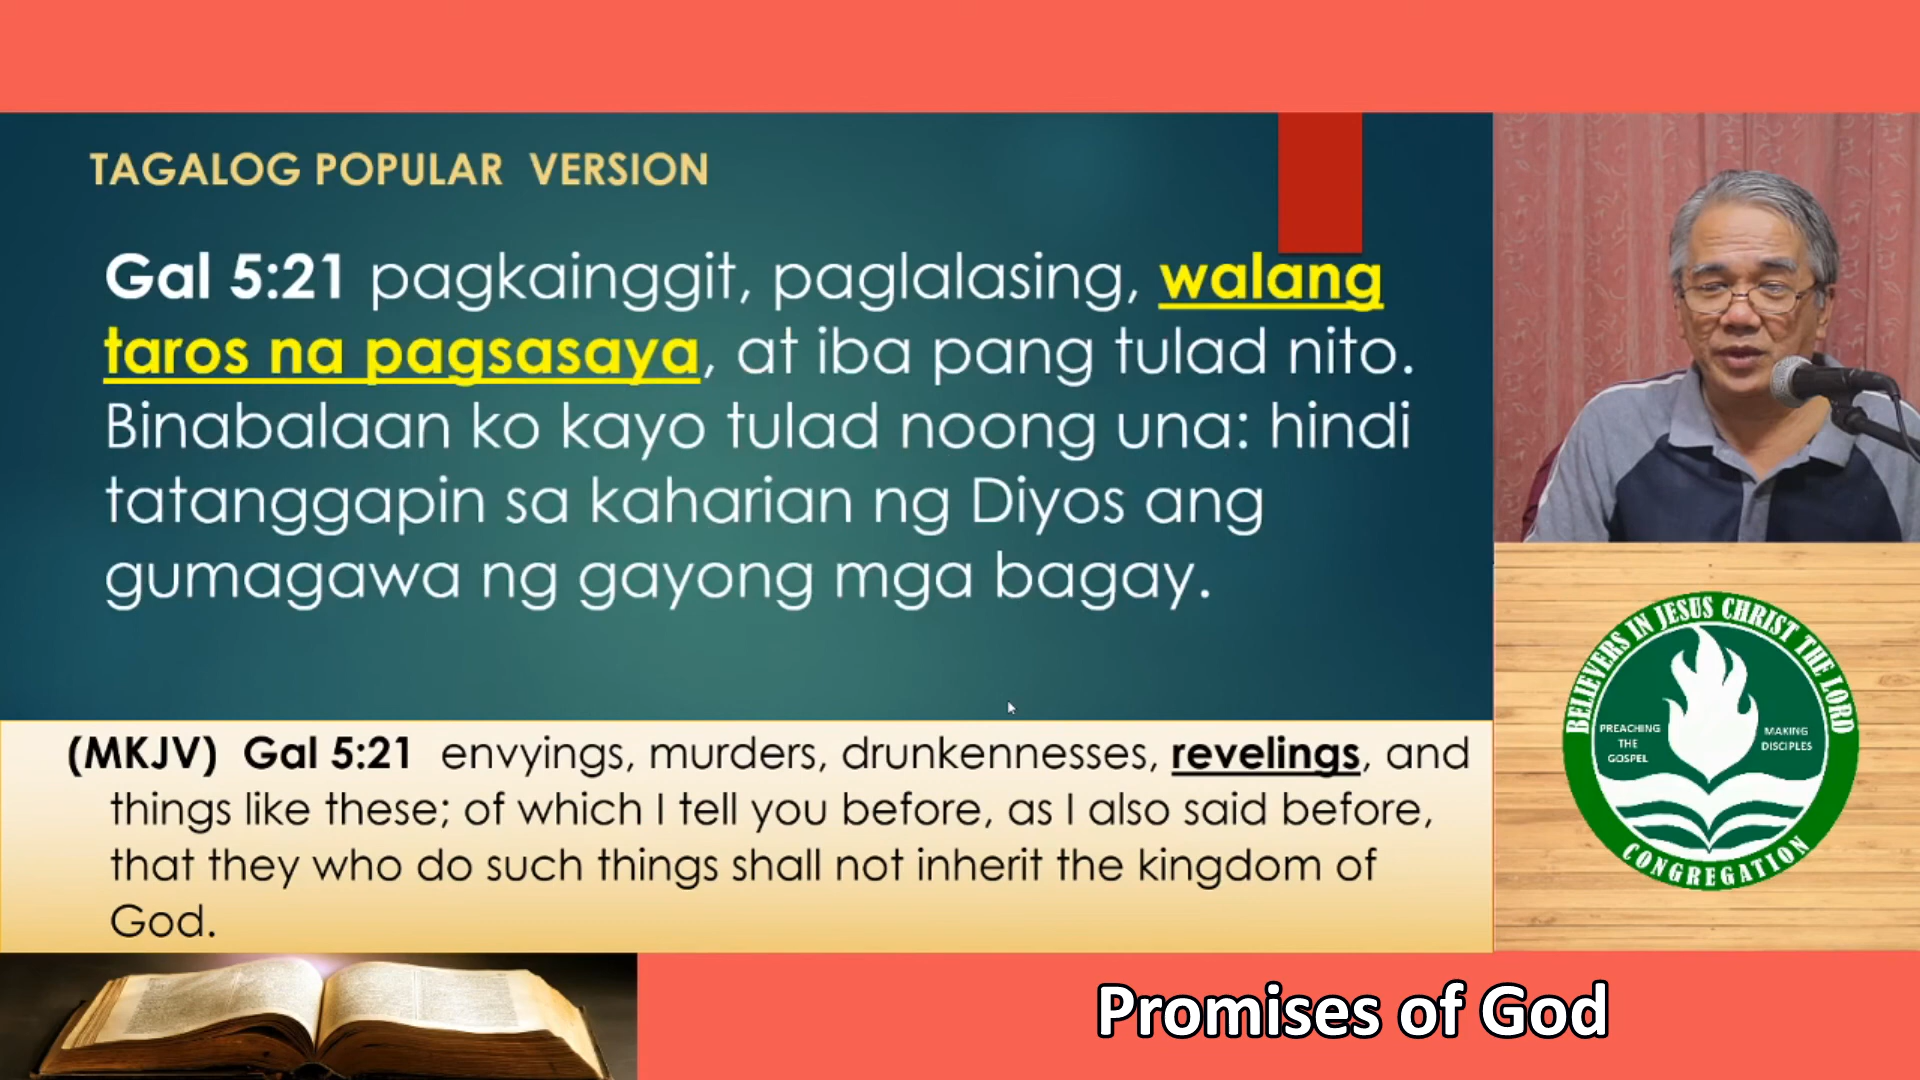 TAGALOG POPULAR VERSION
Gal 5:21 pagkainggit, paglalasing, walang
taros na pagsasaya, at iba pang tulad nito.
Binabalaan ko kayo tulad noong una: hindi
tatanggapin sa kaharian ng Diyos ang
gumagawa ng gayong mga bagay.
(MKJV) Gal 5:21 envyings, murders, drunkennesses, revelings, and
things like these; of which I tell you before, as I also said before,
that they who do such things shall not inherit the kingdom of
God.
BELIEVERS IN JESUS CHRIST THE LORD
PREACHING
THE
GOSPEL
MAKING
DISCIPLES
CONGREGATION
Promises of God